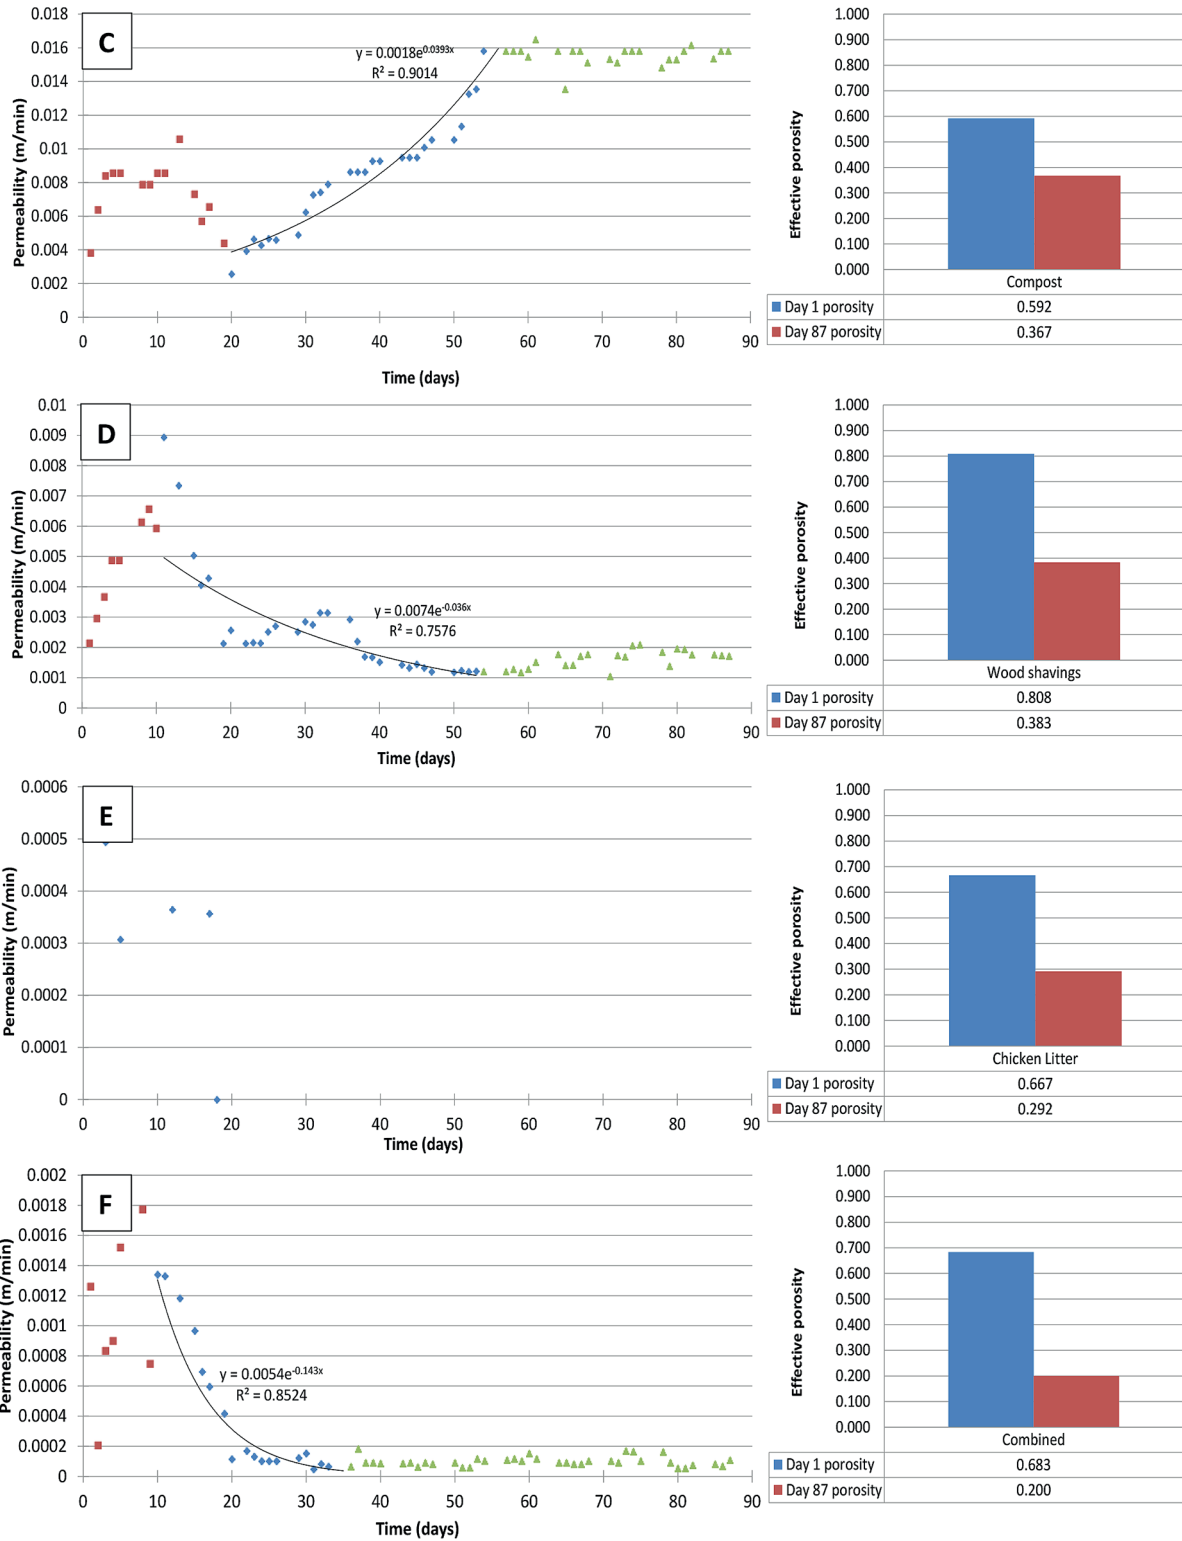 C
Permeability (m/min)
0.018
0.016
0.014
0.012
0.01
0.008
0.006
0.004
0.002
0
y = 0.0018e^0.0393x
R² = 0.9014
0 10 20 30 40 50 60 70 80 90
Time (days)
Effective porosity
1.000
0.900
0.800
0.700
0.600
0.500
0.400
0.300
0.200
0.100
0.000
Compost
Day 1 porosity 0.592
Day 87 porosity 0.367
D
Permeability (m/min)
0.01
0.009
0.008
0.007
0.006
0.005
0.004
0.003
0.002
0.001
0
y = 0.0074e^-0.036x
R² = 0.7576
0 10 20 30 40 50 60 70 80 90
Time (days)
Effective porosity
1.000
0.900
0.800
0.700
0.600
0.500
0.400
0.300
0.200
0.100
0.000
Wood shavings
Day 1 porosity 0.808
Day 87 porosity 0.383
E
Permeability (m/min)
0.0006
0.0005
0.0004
0.0003
0.0002
0.0001
0
0 10 20 30 40 50 60 70 80 90
Time (days)
Effective porosity
1.000
0.900
0.800
0.700
0.600
0.500
0.400
0.300
0.200
0.100
0.000
Chicken Litter
Day 1 porosity 0.667
Day 87 porosity 0.292
F
Permeability (m/min)
0.002
0.0018
0.0016
0.0014
0.0012
0.001
0.0008
0.0006
0.0004
0.0002
0
y = 0.0054e^-0.143x
R² = 0.8524
0 10 20 30 40 50 60 70 80 90
Time (days)
Effective porosity
1.000
0.900
0.800
0.700
0.600
0.500
0.400
0.300
0.200
0.100
0.000
Combined
Day 1 porosity 0.683
Day 87 porosity 0.200